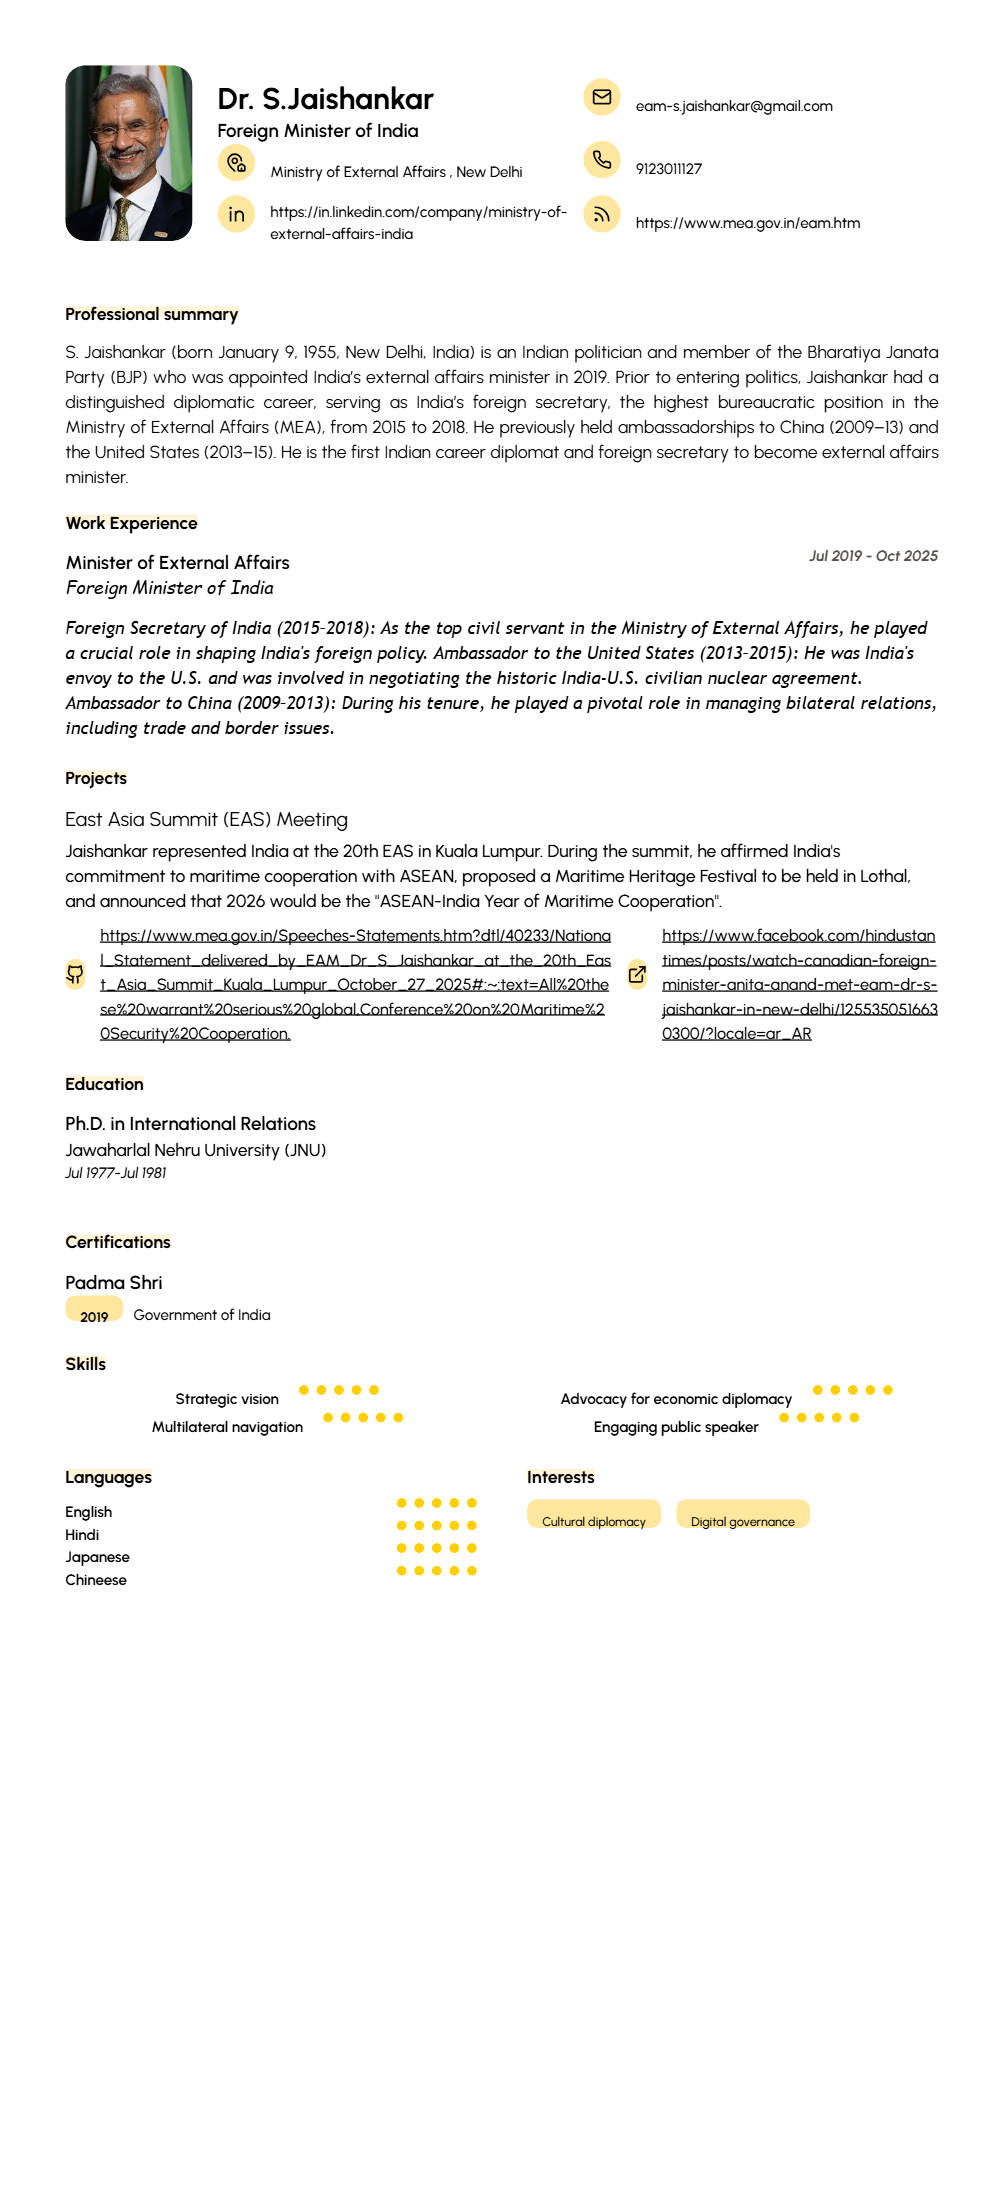 Dr. S.Jaishankar
Foreign Minister of India
Ministry of External Affairs , New Delhi
https://in.linkedin.com/company/ministry-of-
external-affairs-india
eam-s.jaishankar@gmail.com
9123011127
https://www.mea.gov.in/eam.htm
Professional summary
S. Jaishankar (born January 9, 1955, New Delhi, India) is an Indian politician and member of the Bharatiya Janata
Party (BJP) who was appointed India’s external affairs minister in 2019. Prior to entering politics, Jaishankar had a
distinguished diplomatic career, serving as India’s foreign secretary, the highest bureaucratic position in the
Ministry of External Affairs (MEA), from 2015 to 2018. He previously held ambassadorships to China (2009–13) and
the United States (2013–15). He is the first Indian career diplomat and foreign secretary to become external affairs
minister.
Work Experience
Minister of External Affairs
Jul 2019 - Oct 2025
Foreign Minister of India
Foreign Secretary of India (2015-2018): As the top civil servant in the Ministry of External Affairs, he played
a crucial role in shaping India's foreign policy. Ambassador to the United States (2013-2015): He was India's
envoy to the U.S. and was involved in negotiating the historic India-U.S. civilian nuclear agreement.
Ambassador to China (2009-2013): During his tenure, he played a pivotal role in managing bilateral relations,
including trade and border issues.
Projects
East Asia Summit (EAS) Meeting
Jaishankar represented India at the 20th EAS in Kuala Lumpur. During the summit, he affirmed India's
commitment to maritime cooperation with ASEAN, proposed a Maritime Heritage Festival to be held in Lothal,
and announced that 2026 would be the "ASEAN-India Year of Maritime Cooperation".
https://www.mea.gov.in/Speeches-Statements.htm?dtl/40233/Nationa
l_Statement_delivered_by_EAM_Dr_S_Jaishankar_at_the_20th_Eas
t_Asia_Summit_Kuala_Lumpur_October_27_2025#:~:text=All%20the
se%20warrant%20serious%20global,Conference%20on%20Maritime%2
0Security%20Cooperation.
https://www.facebook.com/hindustan
times/posts/watch-canadian-foreign-
minister-anita-anand-met-eam-dr-s-
jaishankar-in-new-delhi/125535051663
0300/?locale=ar_AR
Education
Ph.D. in International Relations
Jawaharlal Nehru University (JNU)
Jul 1977-Jul 1981
Certifications
Padma Shri
2019 Government of India
Skills
Strategic vision
Advocacy for economic diplomacy
Multilateral navigation
Engaging public speaker
Languages
English
Hindi
Japanese
Chineese
Interests
Cultural diplomacy
Digital governance